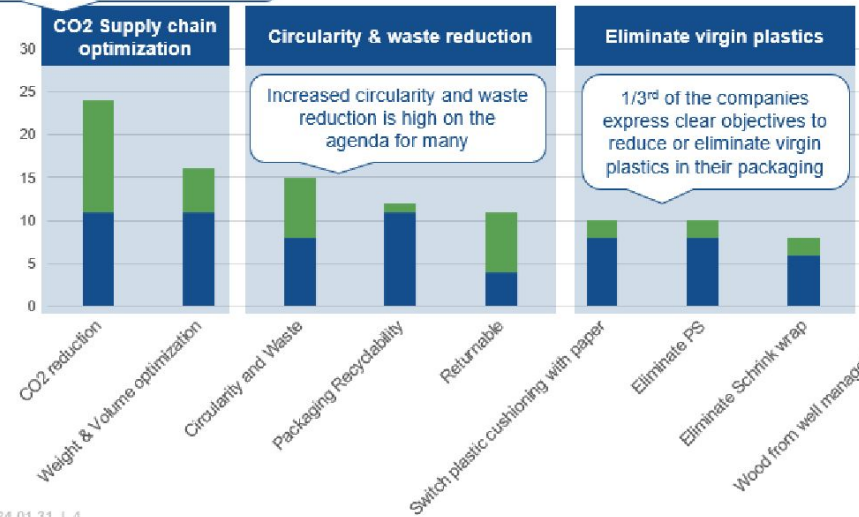 CO2 Supply chain
optimization
Circularity & waste reduction
Eliminate virgin plastics
Increased circularity and waste
reduction is high on the
agenda for many
1/3rd of the companies
express clear objectives to
reduce or eliminate virgin
plastics in their packaging
30
25
20
15
10
5
0
CO2 reduction
Weight & Volume optimization
Circularity and Waste
Packaging Recyclability
Returnable
Switch plastic cushioning with paper
Eliminate PS
Eliminate Schrink wrap
Wood from well manage